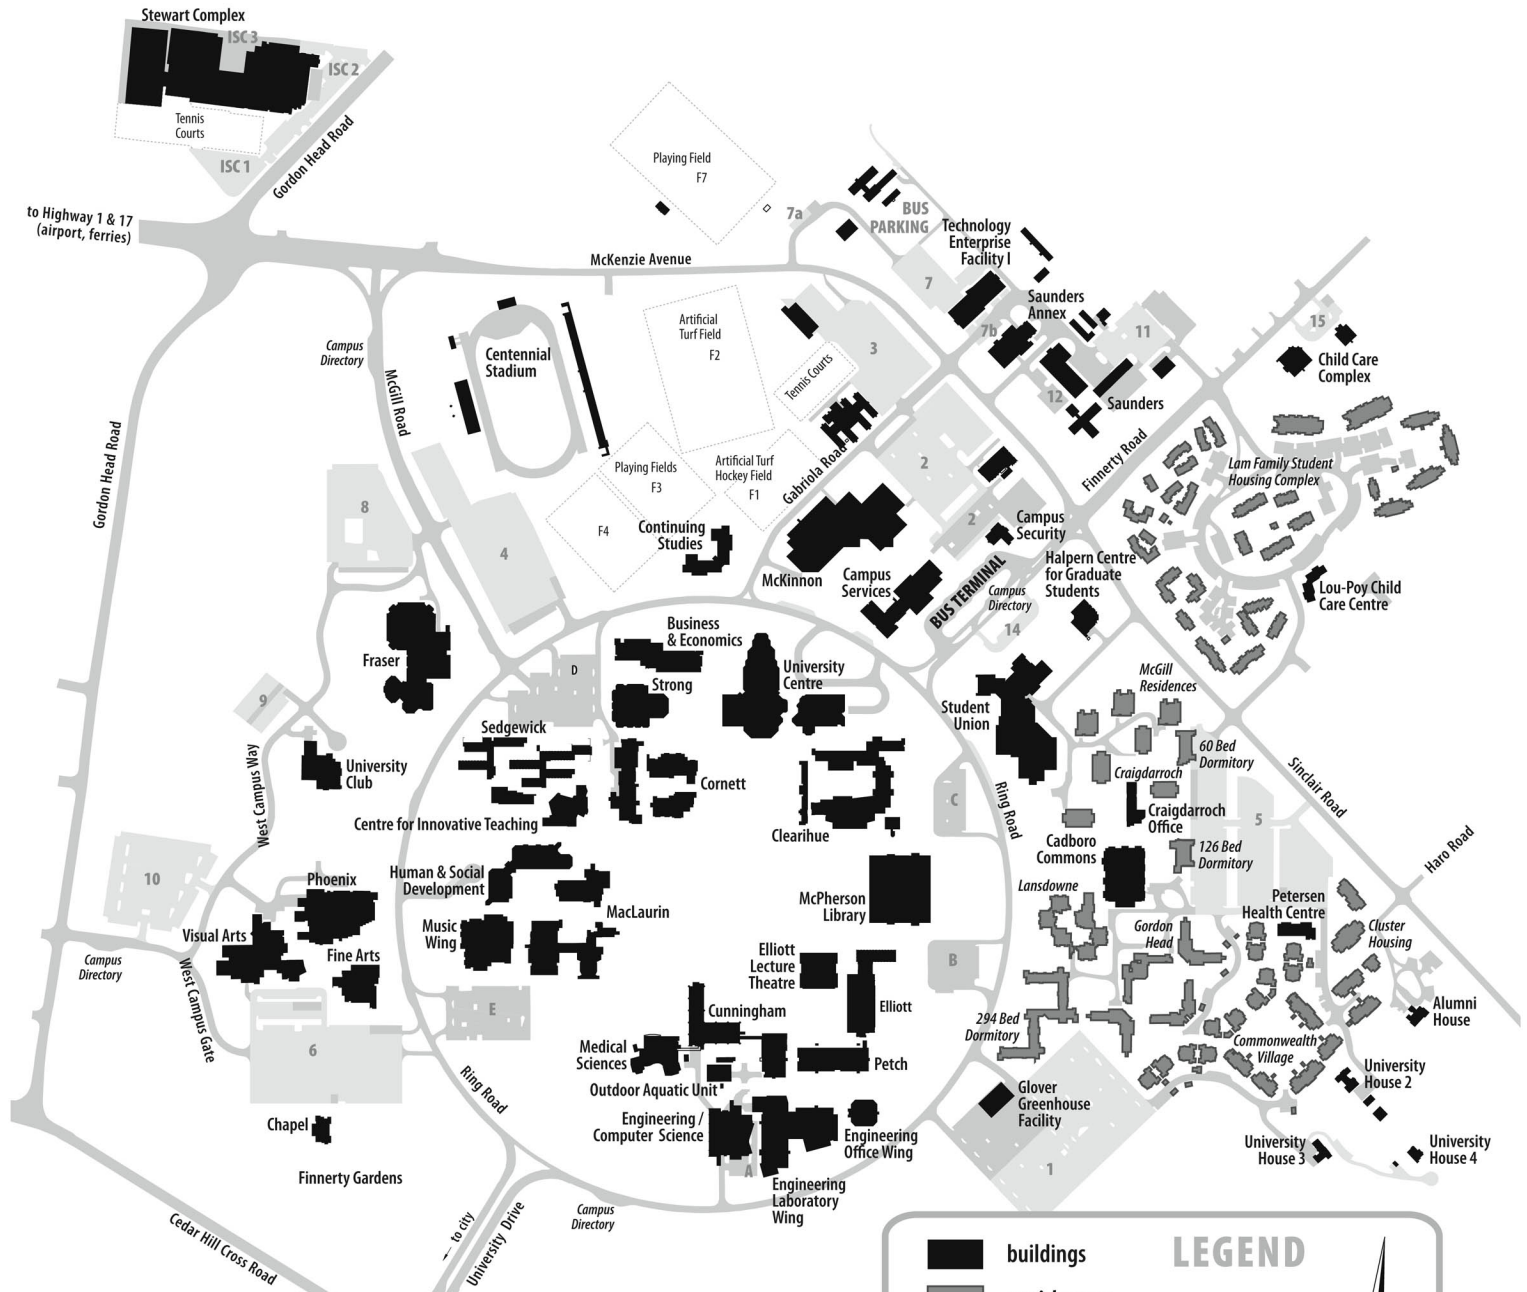 Stewart Complex
ISC 3
ISC 2
Tennis
Courts
ISC 1
Gordon Head Road
to Highway 1 & 17
(airport, ferries)
Playing Field
F7
7a
BUS
PARKING
Technology
Enterprise
Facility I
McKenzie Avenue
7
Saunders
Annex
7b
11
15
Child Care
Complex
Campus
Directory
McGill Road
Centennial
Stadium
Artificial
Turf Field
F2
3
Tennis Courts
12
Saunders
Finnerty Road
Gordon Head Road
8
4
Playing Fields
F3
Artificial Turf
Hockey Field
F1
F4
Gabriola Road
2
2
Lam Family Student
Housing Complex
Continuing
Studies
McKinnon
Campus
Services
Campus
Security
BUS TERMINAL
Campus
Directory
14
Halpern Centre
for Graduate
Students
Lou-Poy Child
Care Centre
Fraser
Business
& Economics
D
Strong
University
Centre
Student
Union
McGill
Residences
9
University
Club
West Campus Way
Sedgewick
Cornett
Centre for Innovative Teaching
Clearihue
C
Ring Road
60 Bed
Dormitory
Craigdarroch
Craigdarroch
Office
5
Sinclair Road
Cadboro
Commons
126 Bed
Dormitory
Haro Road
10
Phoenix
Human & Social
Development
MacLaurin
McPherson
Library
Lansdowne
Petersen
Health Centre
Visual Arts
Fine Arts
Music
Wing
Gordon
Head
Cluster
Housing
Campus
Directory
West Campus Gate
Elliott
Lecture
Theatre
B
E
Cunningham
Elliott
294 Bed
Dormitory
Alumni
House
6
Medical
Sciences
Petch
Commonwealth
Village
Outdoor Aquatic Unit
University
House 2
Ring Road
Glover
Greenhouse
Facility
Chapel
Engineering /
Computer Science
Engineering
Office Wing
University
House 3
University
House 4
A
1
Finnerty Gardens
Engineering
Laboratory
Wing
Campus
Directory
Cedar Hill Cross Road
to city
University Drive
buildings
LEGEND